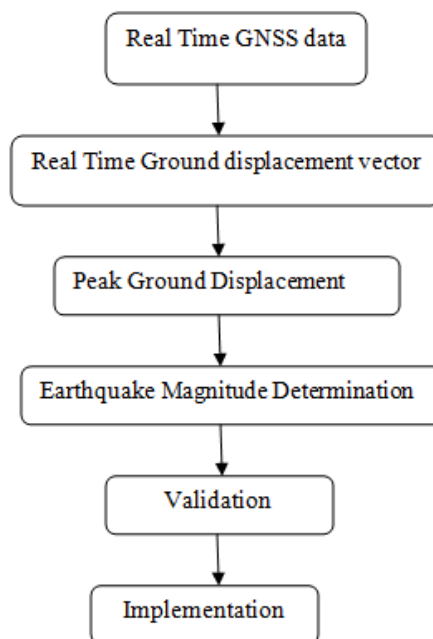 Real Time GNSS data
Real Time Ground displacement vector
Peak Ground Displacement
Earthquake Magnitude Determination
Validation
Implementation